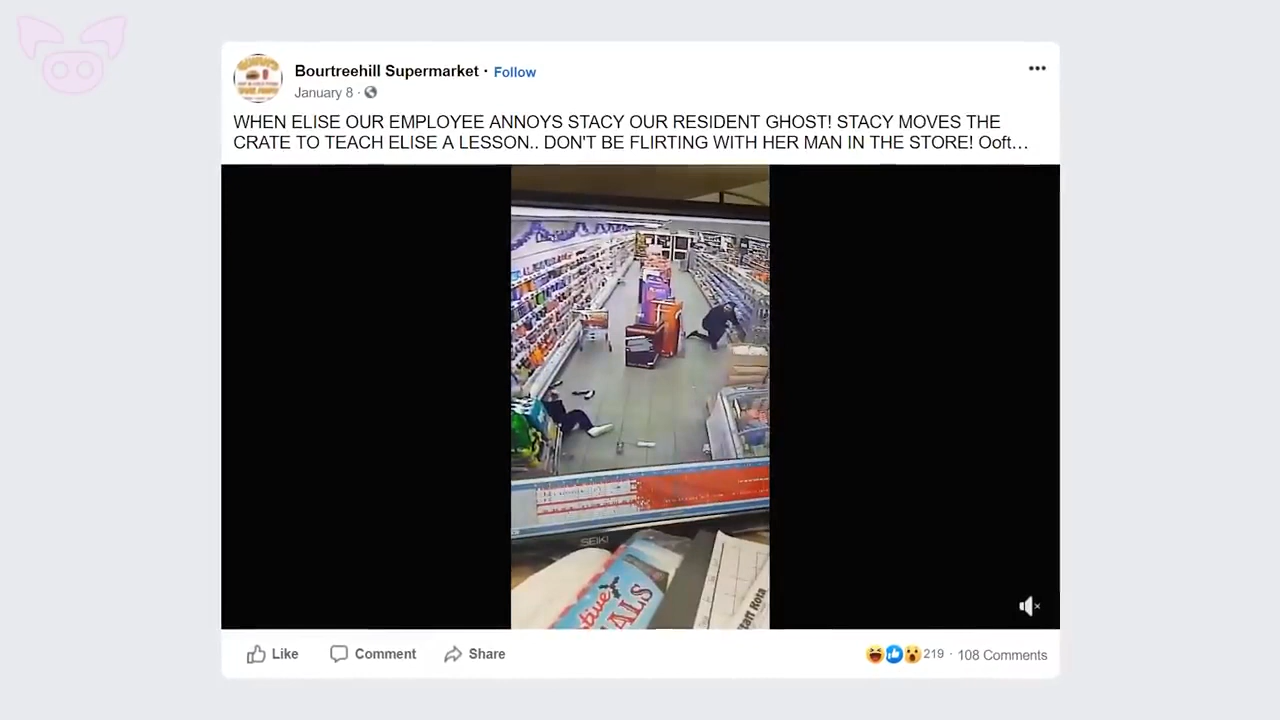 Bourtreehill Supermarket · Follow
January 8 ·
WHEN ELISE OUR EMPLOYEE ANNOYS STACY OUR RESIDENT GHOST! STACY MOVES THE
CRATE TO TEACH ELISE A LESSON.. DON'T BE FLIRTING WITH HER MAN IN THE STORE! Ooft...
SEIKI
ALS
Rota
Like
Comment
Share
219 · 108 Comments